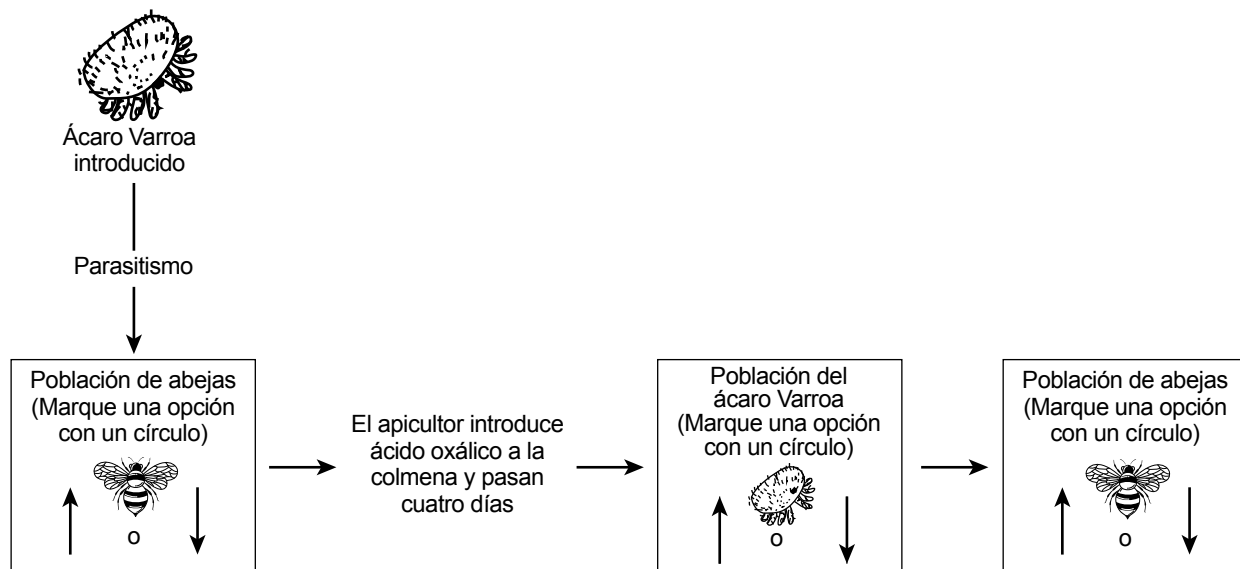 Ácaro Varroa
introducido
Parasitismo
Población de abejas
(Marque una opción
con un círculo)
o
El apicultor introduce
ácido oxálico a la
colmena y pasan
cuatro días
Población del
ácaro Varroa
(Marque una opción
con un círculo)
o
Población de abejas
(Marque una opción
con un círculo)
o